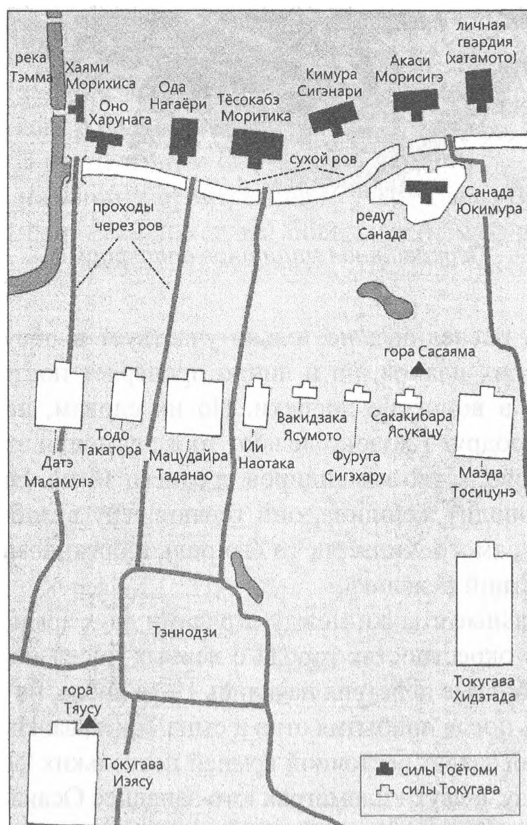 река
Тэмма
Хаями
Морихиса
Оно
Харунага
Ода
Нагаёри
Тёсокабэ
Моритика
Кимура
Сигэнари
Акаси
Морисигэ
личная
гвардия
(хатамото)
сухой ров
проходы
через ров
редут
Санада
Санада
Юкимура
гора Сасаяма
Датэ
Масамунэ
Тодо
Такатора
Мацудайра
Таданао
Ии
Наотака
Вакидзака
Ясумото
Фурута
Сигэхару
Сакакибара
Ясукацу
Маэда
Тосицунэ
Тэннодзи
гора
Тяусу
Токугава
Иэясу
Токугава
Хидэтада
силы Тоётоми
силы Токугава